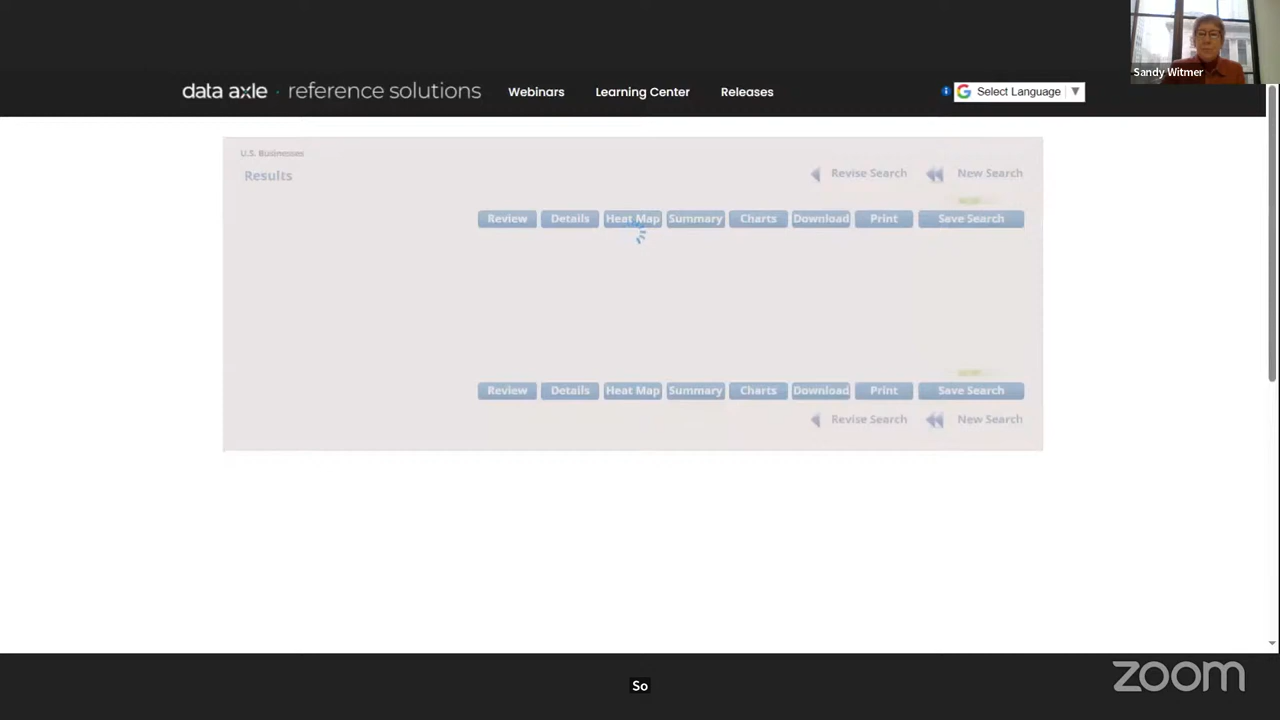 Sandy Witmer
data axle · reference solutions Webinars Learning Center Releases Select Language ▼
U.S. Businesses
Results Revise Search New Search
Review Details Heat Map Summary Charts Download Print Save Search
Review Details Heat Map Summary Charts Download Print Save Search
Revise Search New Search
So
zoom